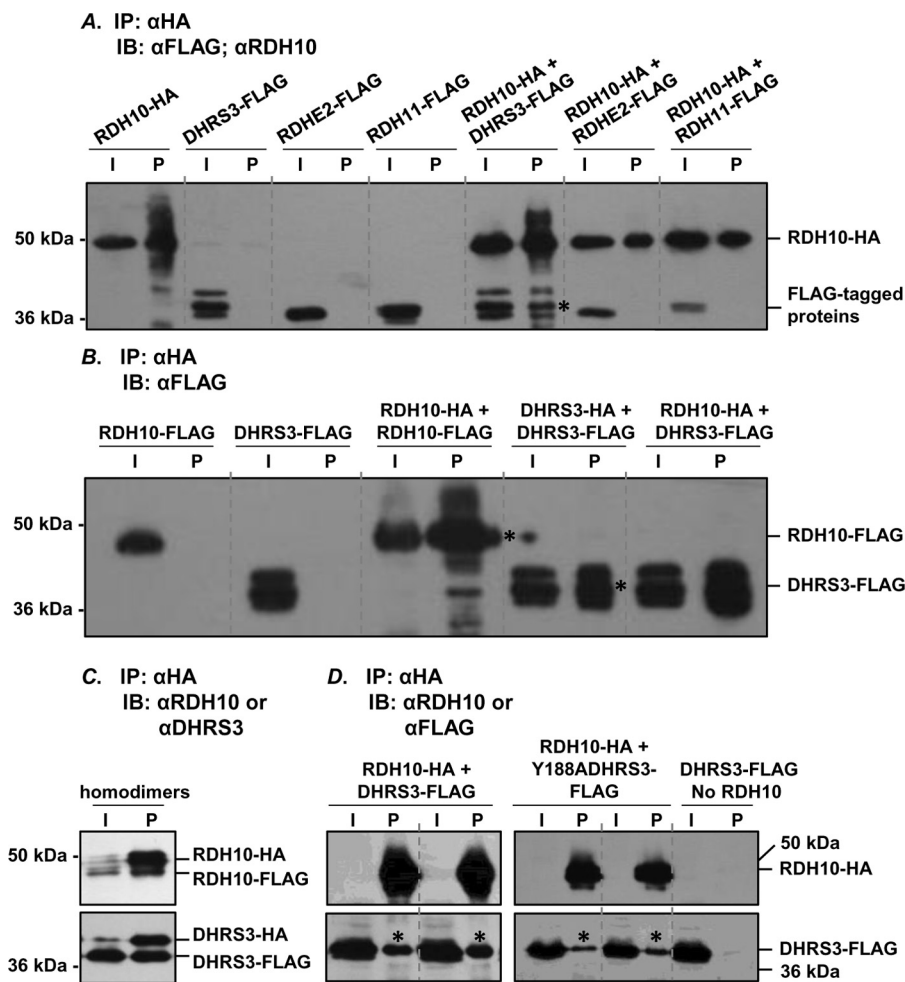 A. IP: αHA
IB: αFLAG; αRDH10
RDH10-HA
DHRS3-FLAG
RDHE2-FLAG
RDH11-FLAG
RDH10-HA +
DHRS3-FLAG
RDH10-HA +
RDHE2-FLAG
RDH10-HA +
RDH11-FLAG
I P I P I P I P I P I P I P
50 kDa
RDH10-HA
*
FLAG-tagged
proteins
36 kDa
B. IP: αHA
IB: αFLAG
RDH10-FLAG
DHRS3-FLAG
RDH10-HA +
RDH10-FLAG
DHRS3-HA +
DHRS3-FLAG
RDH10-HA +
DHRS3-FLAG
I P I P I P I P I P
50 kDa
*
RDH10-FLAG
*
DHRS3-FLAG
36 kDa
C. IP: αHA
IB: αRDH10 or
αDHRS3
homodimers
I P
50 kDa
RDH10-HA
RDH10-FLAG
DHRS3-HA
DHRS3-FLAG
36 kDa
D. IP: αHA
IB: αRDH10 or
αFLAG
RDH10-HA +
DHRS3-FLAG
RDH10-HA +
Y188ADHRS3-
FLAG
DHRS3-FLAG
No RDH10
I P I P I P I P I P
50 kDa
RDH10-HA
* * * *
DHRS3-FLAG
36 kDa